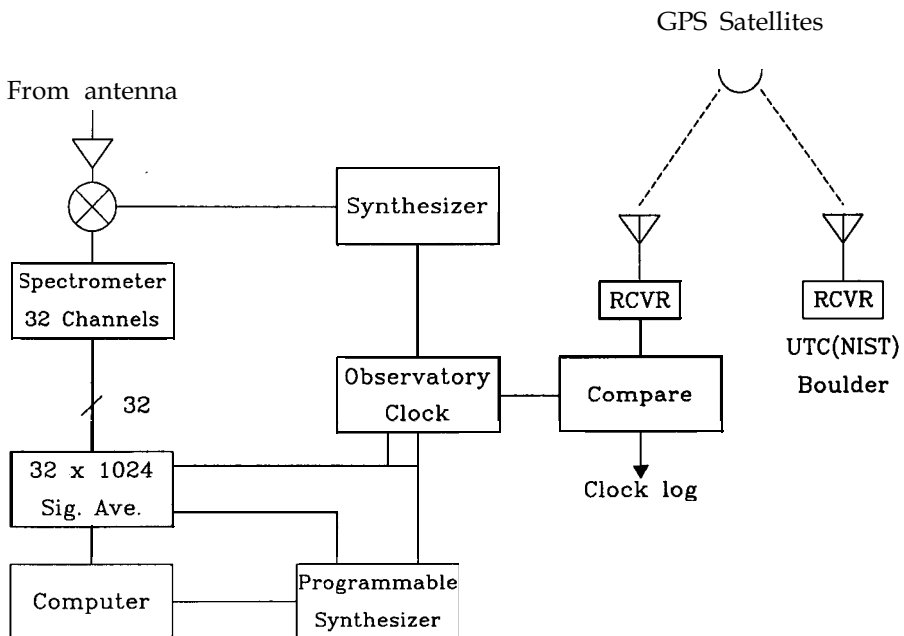 GPS Satellites
From antenna
Synthesizer
Spectrometer
32 Channels
RCVR
RCVR
UTC(NIST)
Boulder
Observatory
Clock
Compare
32
32 x 1024
Sig. Ave.
Clock log
Computer
Programmable
Synthesizer